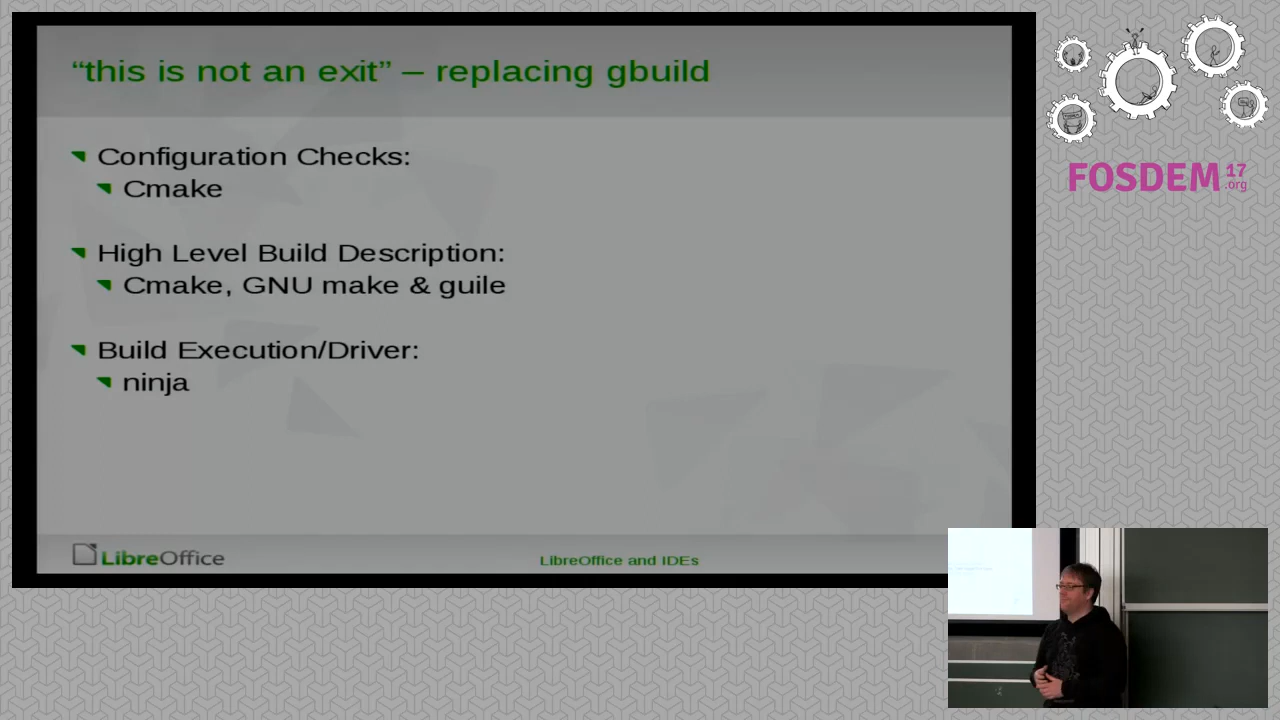 “this is not an exit” – replacing gbuild
Configuration Checks:
Cmake
High Level Build Description:
Cmake, GNU make & guile
Build Execution/Driver:
ninja
LibreOffice
LibreOffice and IDEs
FOSDEM 17
.org